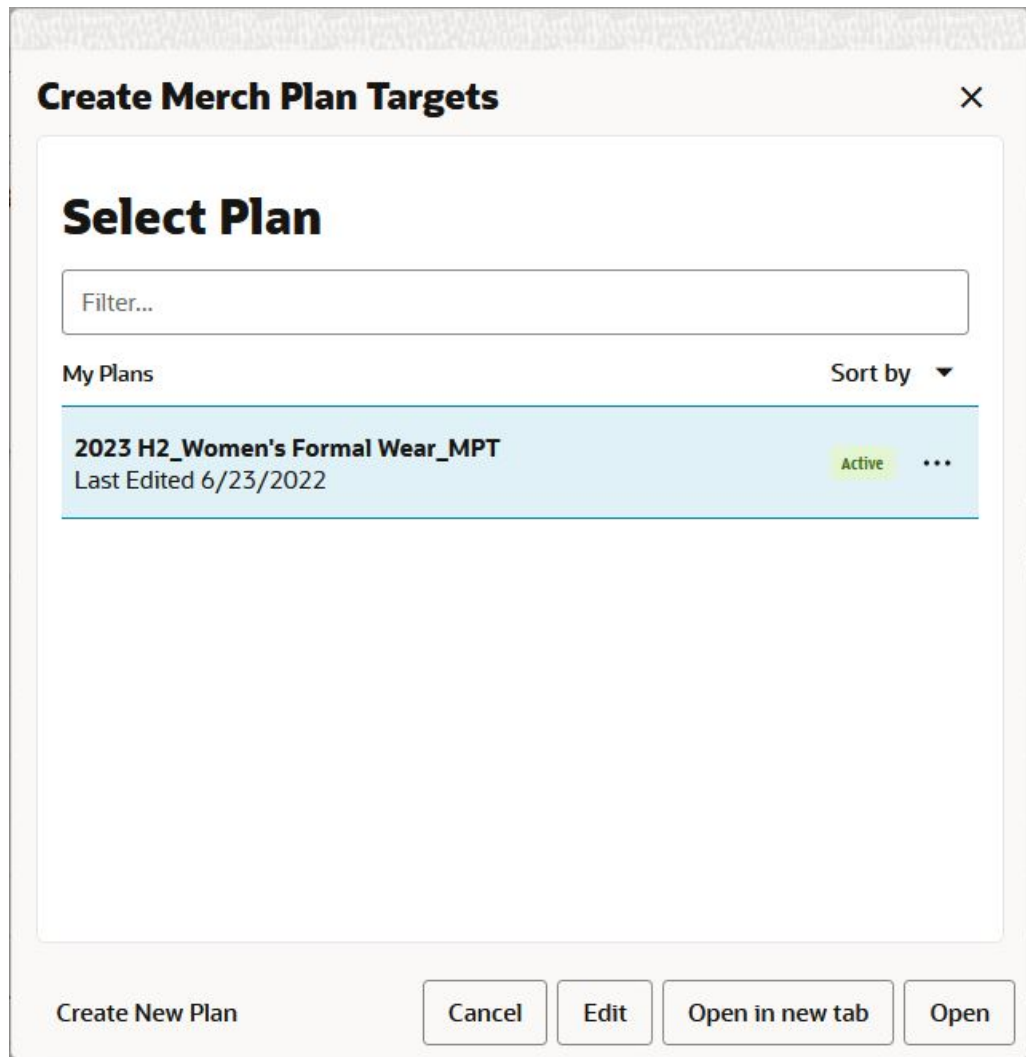 Create Merch Plan Targets
Select Plan
Filter...
My Plans Sort by
2023 H2_Women's Formal Wear_MPT
Last Edited 6/23/2022 Active
Create New Plan Cancel Edit Open in new tab Open